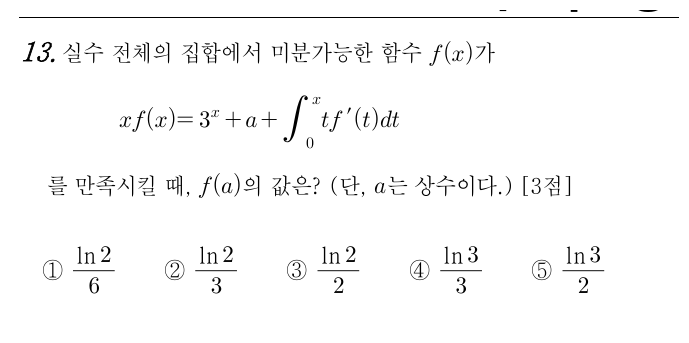 13. 실수 전체의 집합에서 미분가능한 함수 f(x)가
xf(x)= 3^x + a + ∫_0^x tf′(t)dt
를 만족시킬 때, f(a)의 값은? (단, a는 상수이다.) [3점]
① ln2/6 ② ln2/3 ③ ln2/2 ④ ln3/3 ⑤ ln3/2